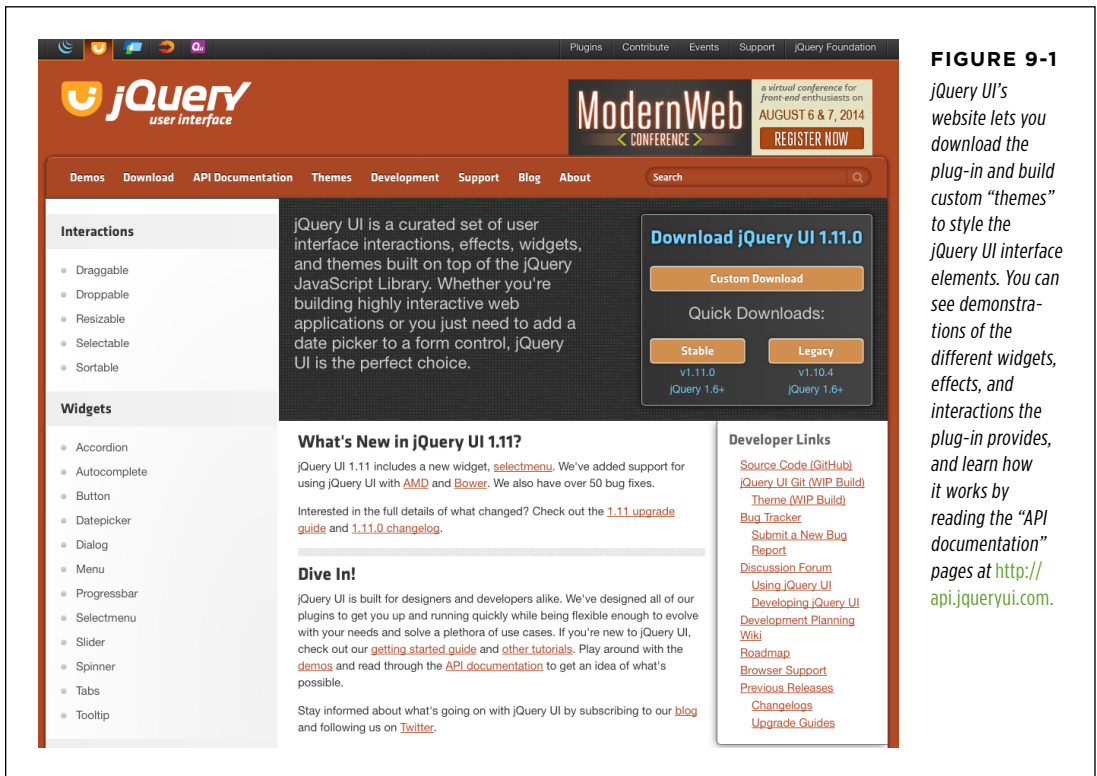 Plugins Contribute Events Support jQuery Foundation
jQuery
user interface
ModernWeb
< CONFERENCE >
a virtual conference for
front-end enthusiasts on
AUGUST 6 & 7, 2014
REGISTER NOW
Demos Download API Documentation Themes Development Support Blog About Search
Interactions
Draggable
Droppable
Resizable
Selectable
Sortable
Widgets
Accordion
Autocomplete
Button
Datepicker
Dialog
Menu
Progressbar
Selectmenu
Slider
Spinner
Tabs
Tooltip
jQuery UI is a curated set of user
interface interactions, effects, widgets,
and themes built on top of the jQuery
JavaScript Library. Whether you're
building highly interactive web
applications or you just need to add a
date picker to a form control, jQuery
UI is the perfect choice.
Download jQuery UI 1.11.0
Custom Download
Quick Downloads:
Stable Legacy
v1.11.0 v1.10.4
jQuery 1.6+ jQuery 1.6+
What's New in jQuery UI 1.11?
jQuery UI 1.11 includes a new widget, selectmenu. We've added support for
using jQuery UI with AMD and Bower. We also have over 50 bug fixes.
Interested in the full details of what changed? Check out the 1.11 upgrade
guide and 1.11.0 changelog.
Dive In!
jQuery UI is built for designers and developers alike. We've designed all of our
plugins to get you up and running quickly while being flexible enough to evolve
with your needs and solve a plethora of use cases. If you're new to jQuery UI,
check out our getting started guide and other tutorials. Play around with the
demos and read through the API documentation to get an idea of what's
possible.
Stay informed about what's going on with jQuery UI by subscribing to our blog
and following us on Twitter.
Developer Links
Source Code (GitHub)
jQuery UI Git (WIP Build)
Theme (WIP Build)
Bug Tracker
Submit a New Bug
Report
Discussion Forum
Using jQuery UI
Developing jQuery UI
Development Planning
Wiki
Roadmap
Browser Support
Previous Releases
Changelogs
Upgrade Guides
FIGURE 9-1
jQuery UI's
website lets you
download the
plug-in and build
custom “themes”
to style the
jQuery UI interface
elements. You can
see demonstra-
tions of the
different widgets,
effects, and
interactions the
plug-in provides,
and learn how
it works by
reading the “API
documentation”
pages at http://
api.jqueryui.com.